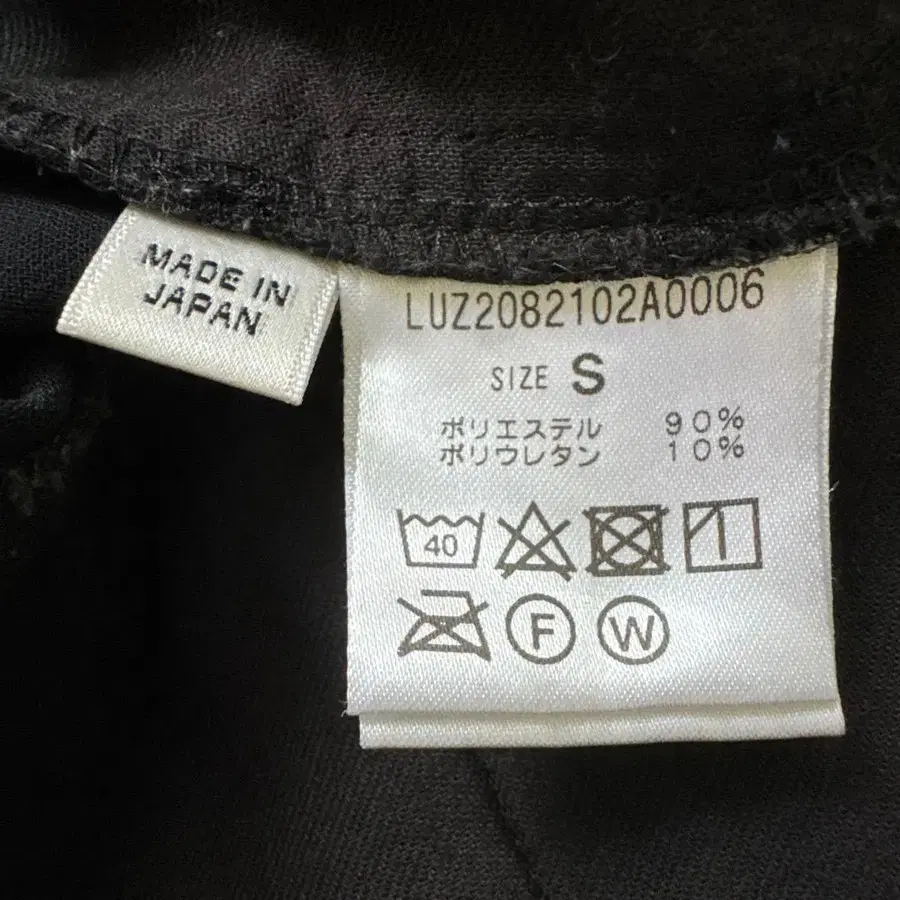 MADE IN
JAPAN
LUZ2082102A0006
SIZE S
ポリエステル 90%
ポリウレタン 10%
40
F W